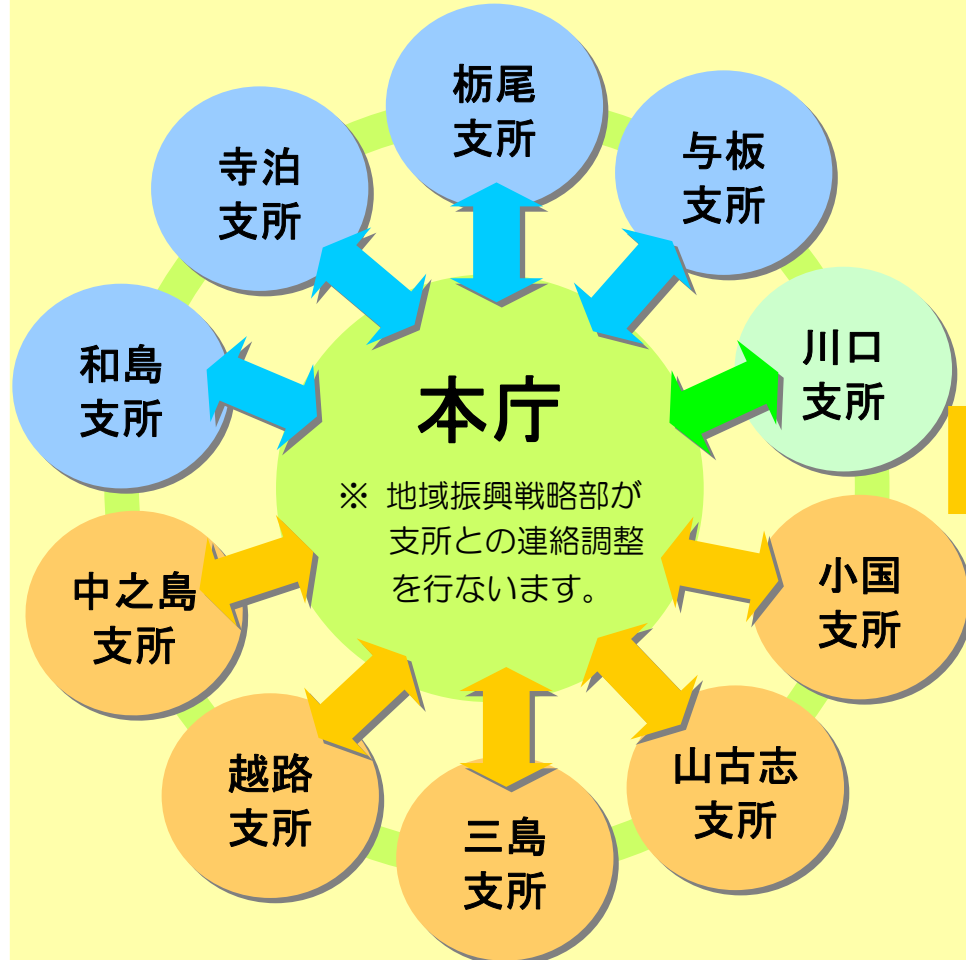 栃尾
支所
与板
支所
川口
支所
小国
支所
山古志
支所
三島
支所
越路
支所
中之島
支所
和島
支所
寺泊
支所
本庁
※ 地域振興戦略部が
支所との連絡調整
を行ないます。